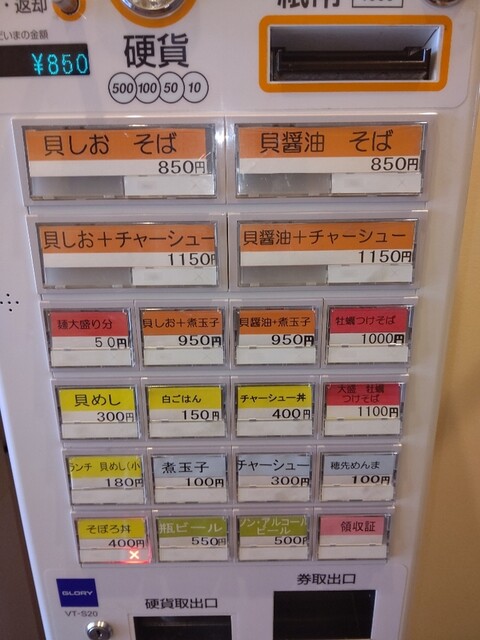 ・返却
だいまの金額
¥850
硬貨
500 100 50 10
貝しお そば
850円
貝醤油 そば
850円
貝しお＋チャーシュー
1150円
貝醤油＋チャーシュー
1150円
麺大盛り分
50円
貝しお＋煮玉子
950円
貝醤油+煮玉子
950円
牡蠣つけそば
1000円
貝めし
300円
白ごはん
150円
チャーシュー丼
400円
大盛 牡蠣
つけそば
1100円
ランチ 貝めし(小
180円
煮玉子
100円
チャーシュー
300円
穂先めんま
100円
そぼろ丼
400円
×
瓶ビール
550円
ノン・アルコール
ビール
500円
領収証
GLORY
VT-S20
硬貨取出口
券取出口